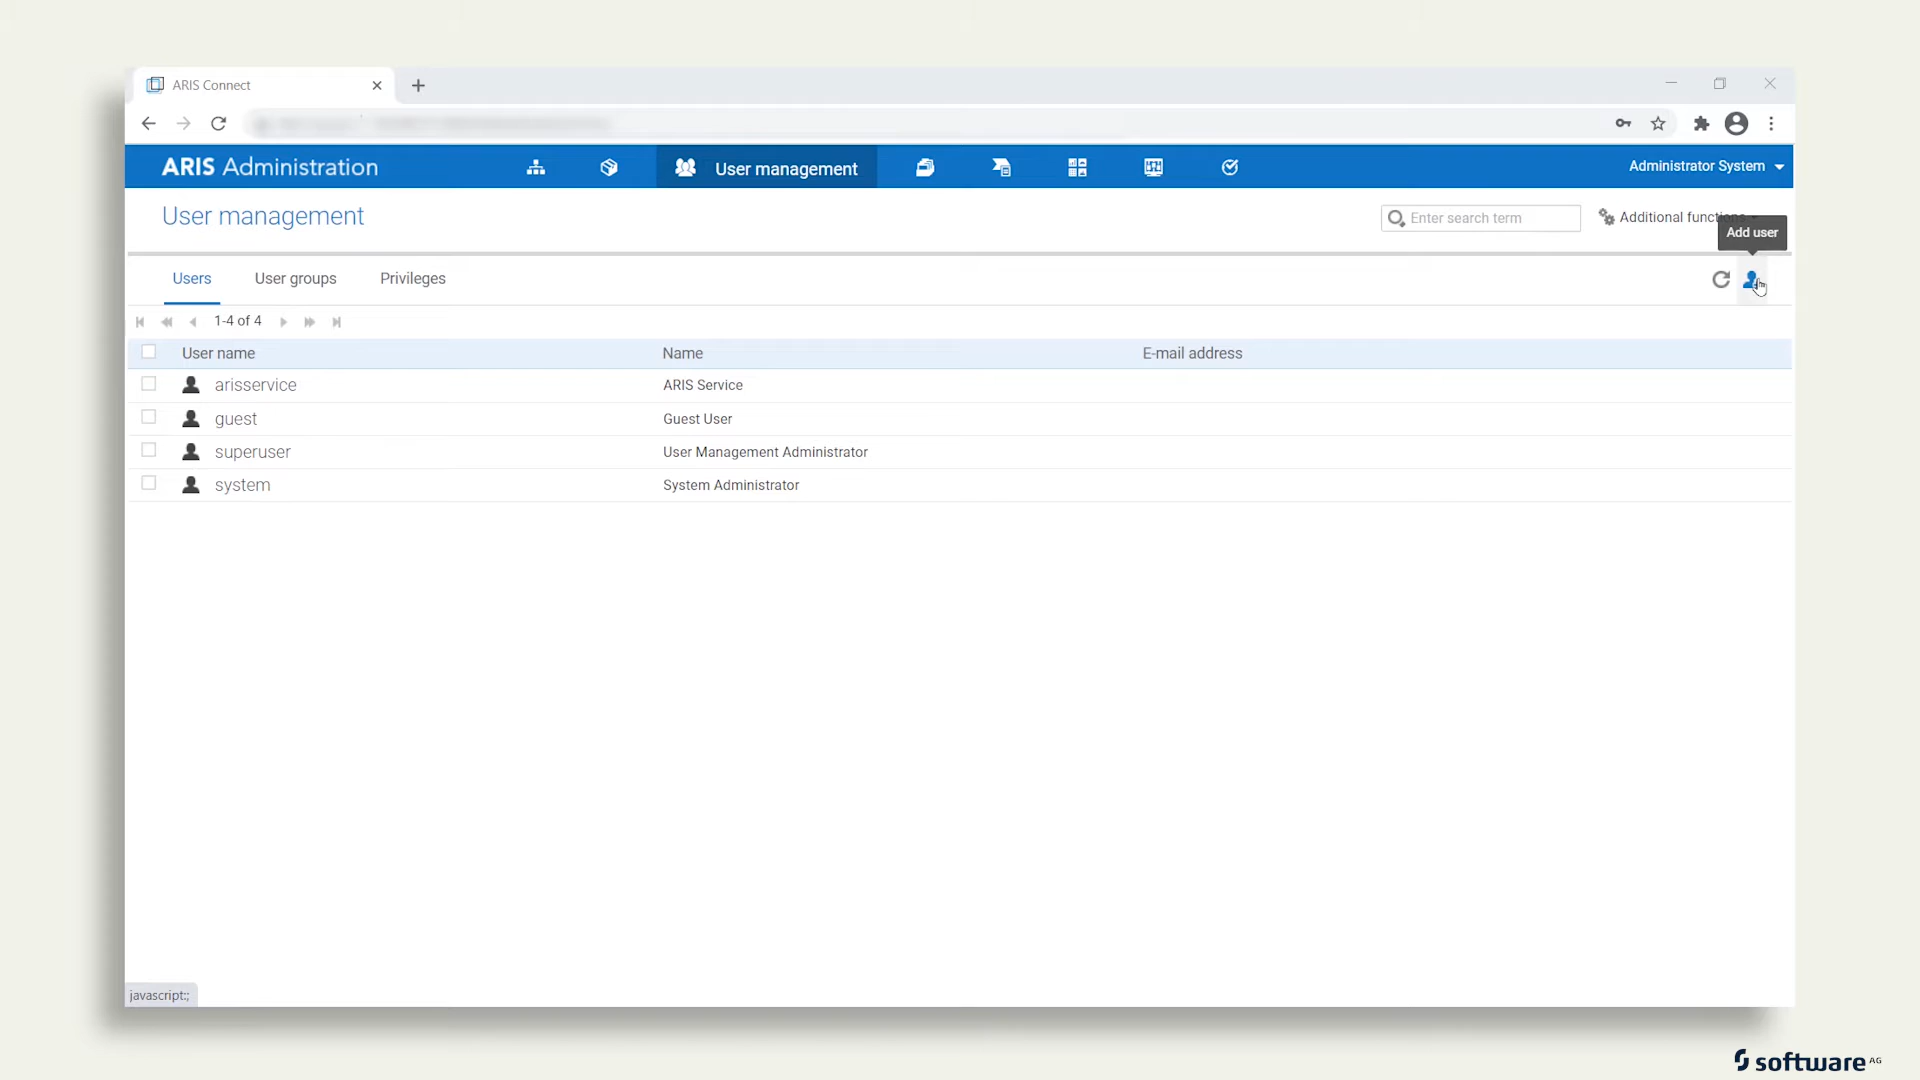 ARIS Connect
ARIS Administration
User management
Administrator System
User management
Enter search term
Additional functions
Add user
Users
User groups
Privileges
1-4 of 4
User name
Name
E-mail address
arisservice
ARIS Service
guest
Guest User
superuser
User Management Administrator
system
System Administrator
javascript:;
software AG